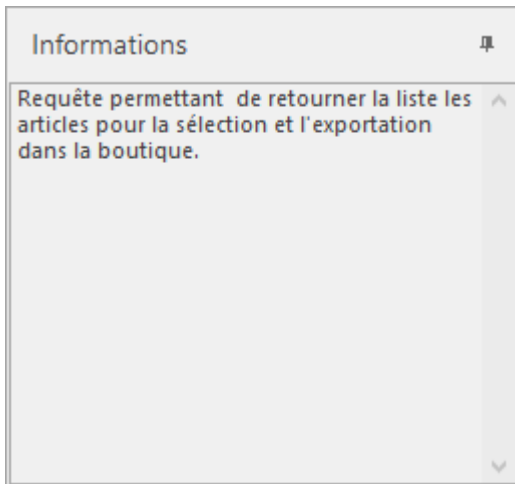 Informations
Requête permettant  de retourner la liste les
articles pour la sélection et l'exportation
dans la boutique.